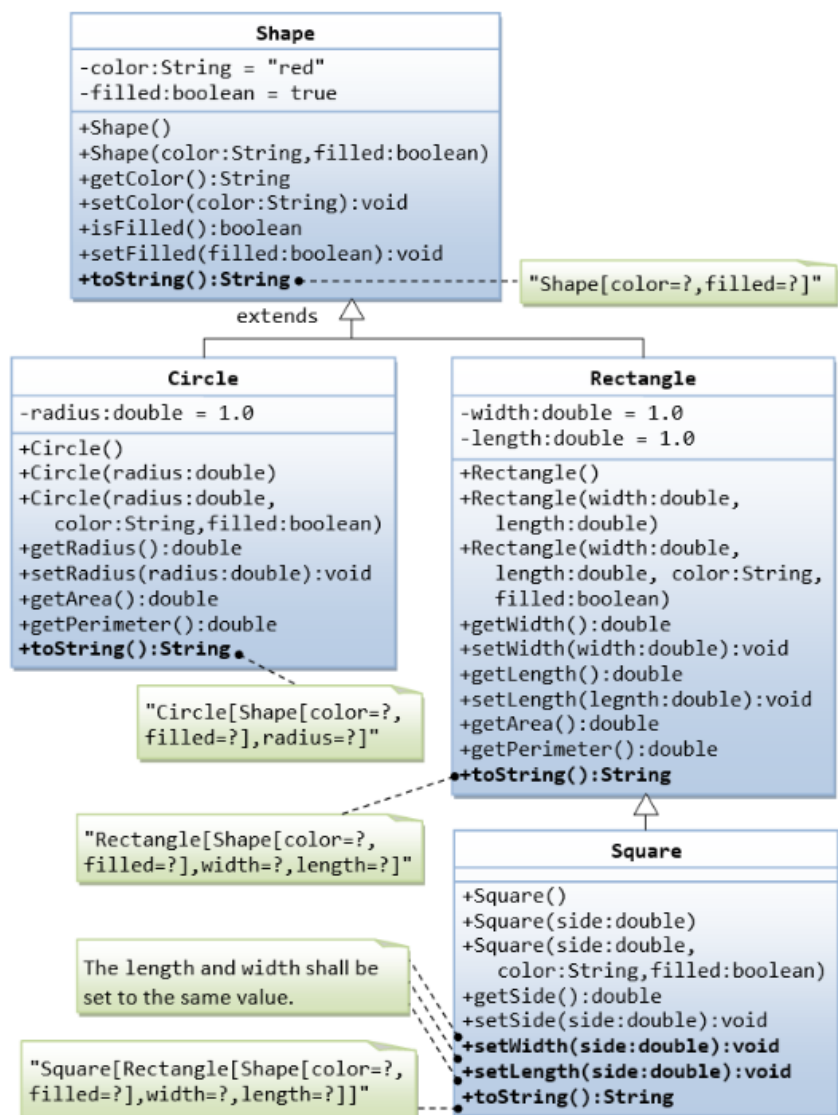 Shape
-color:String = "red"
-filled:boolean = true
+Shape()
+Shape(color:String,filled:boolean)
+getColor():String
+setColor(color:String):void
+isFilled():boolean
+setFilled(filled:boolean):void
+toString():String
"Shape[color=?,filled=?]"
extends
Circle
-radius:double = 1.0
+Circle()
+Circle(radius:double)
+Circle(radius:double,
color:String,filled:boolean)
+getRadius():double
+setRadius(radius:double):void
+getArea():double
+getPerimeter():double
+toString():String
"Circle[Shape[color=?,
filled=?],radius=?]"
Rectangle
-width:double = 1.0
-length:double = 1.0
+Rectangle()
+Rectangle(width:double,
length:double)
+Rectangle(width:double,
length:double, color:String,
filled:boolean)
+getWidth():double
+setWidth(width:double):void
+getLength():double
+setLength(legnth:double):void
+getArea():double
+getPerimeter():double
+toString():String
"Rectangle[Shape[color=?,
filled=?],width=?,length=?]"
Square
+Square()
+Square(side:double)
+Square(side:double,
color:String,filled:boolean)
+getSide():double
+setSide(side:double):void
+setWidth(side:double):void
+setLength(side:double):void
+toString():String
The length and width shall be
set to the same value.
"Square[Rectangle[Shape[color=?,
filled=?],width=?,length=?]]"